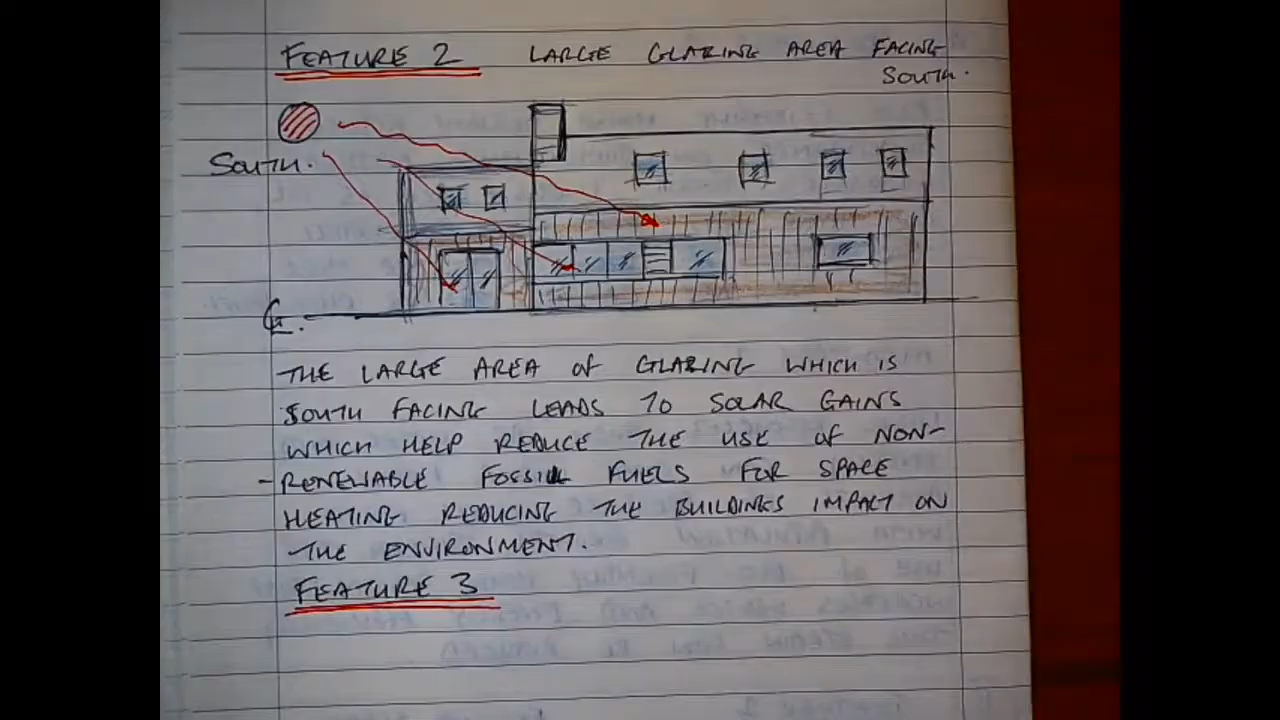 FEATURE 2 LARGE GLAZING AREA FACING
SOUTH.
SOUTH.
GL.
THE LARGE AREA OF GLAZING WHICH IS
SOUTH FACING LEADS TO SOLAR GAINS
WHICH HELP REDUCE THE USE OF NON-
-RENEWABLE FOSSIL FUELS FOR SPACE
HEATING REDUCING THE BUILDINGS IMPACT ON
THE ENVIRONMENT.
FEATURE 3